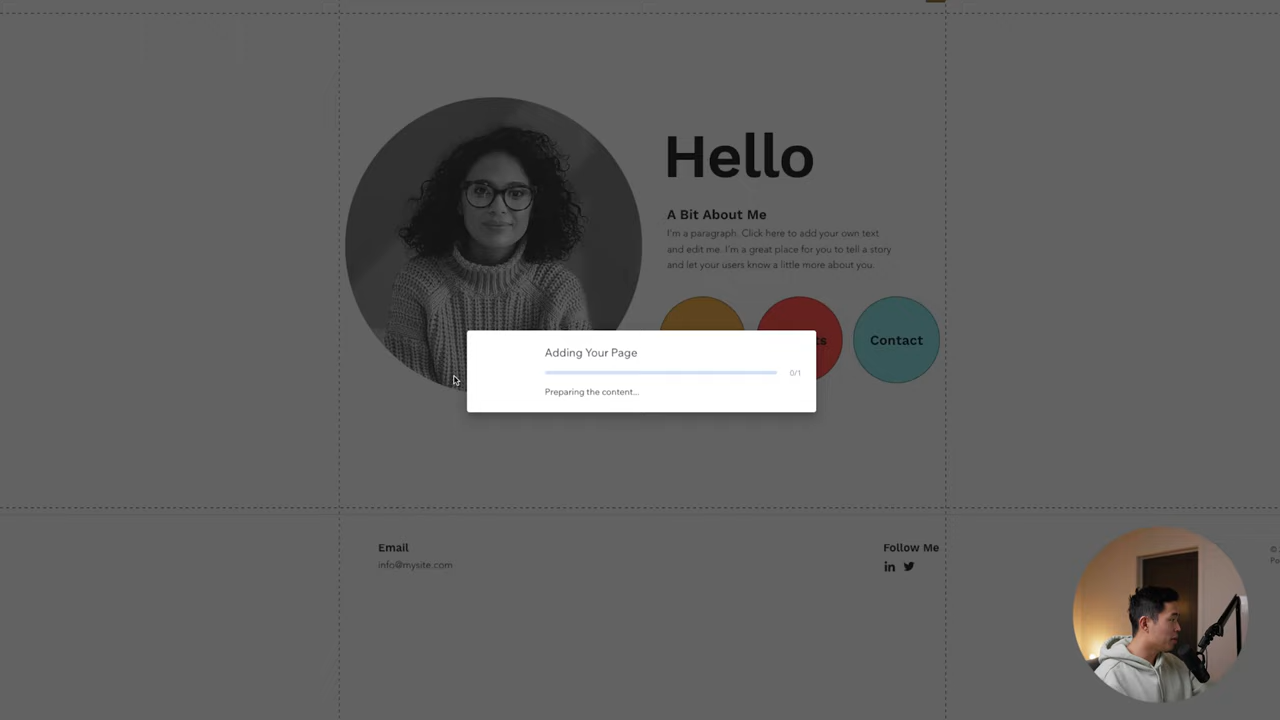 Hello
A Bit About Me
I'm a paragraph. Click here to add your own text
and edit me. I'm a great place for you to tell a story
and let your users know a little more about you.
Contact
Adding Your Page
0/1
Preparing the content...
Email
info@mysite.com
Follow Me
in